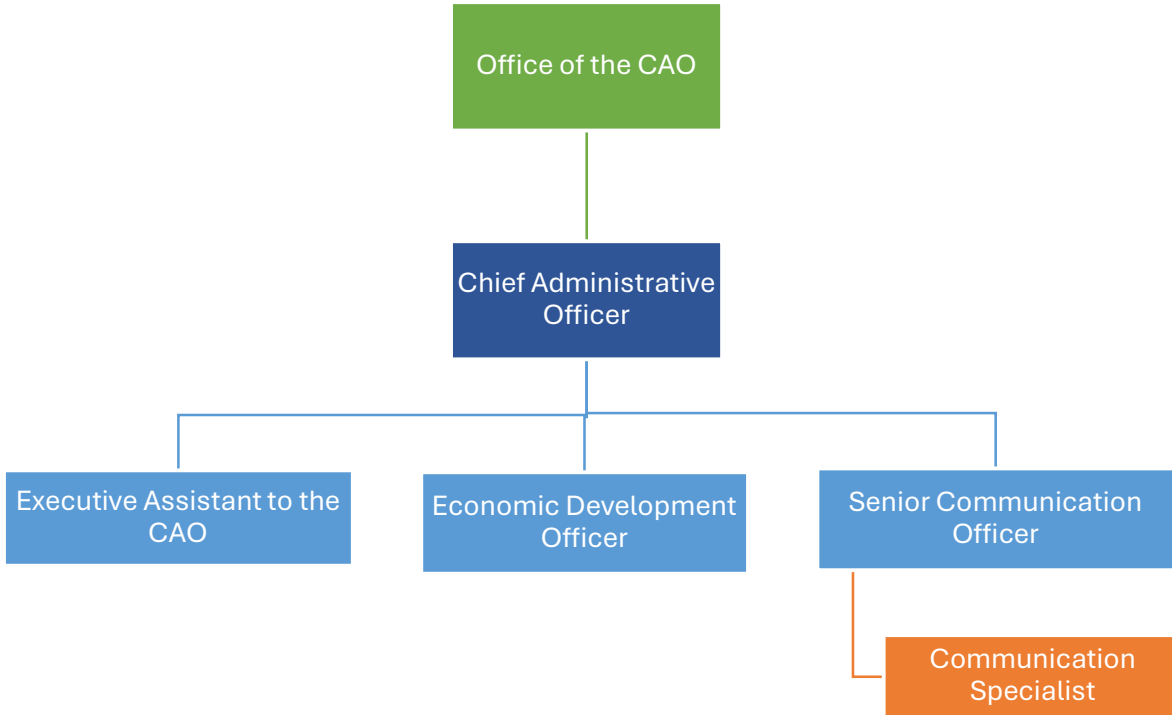 Office of the CAO
Chief Administrative
Officer
Executive Assistant to the
CAO
Economic Development
Officer
Senior Communication
Officer
Communication
Specialist